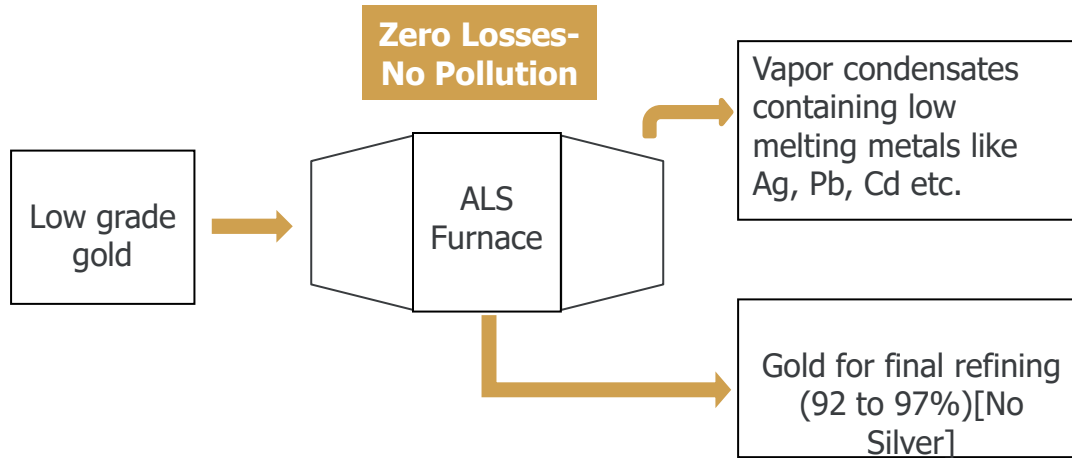 Zero Losses-
No Pollution
Vapor condensates
containing low
melting metals like
Ag, Pb, Cd etc.
Low grade
gold
ALS
Furnace
Gold for final refining
(92 to 97%)[No
Silver]